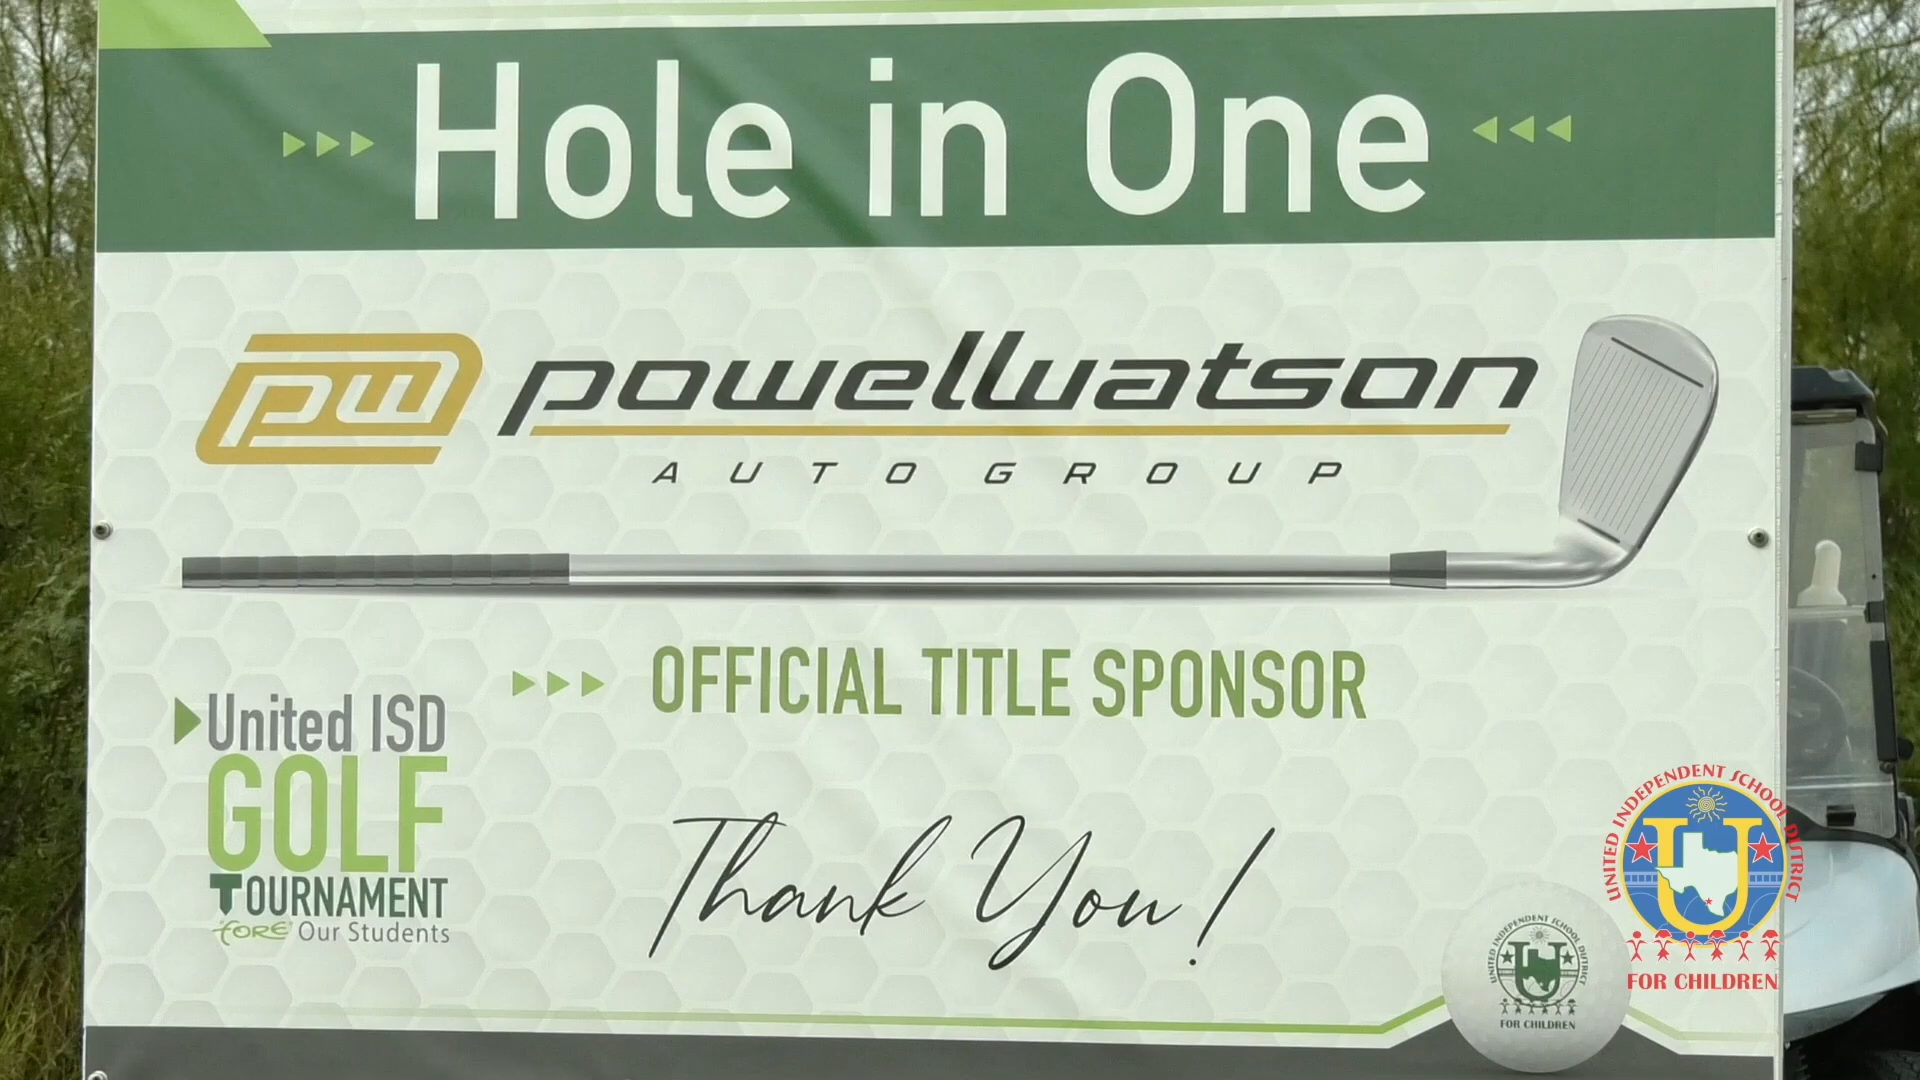 Hole in One
PW powellwatson
AUTO GROUP
OFFICIAL TITLE SPONSOR
United ISD
GOLF
TOURNAMENT
"fore" Our Students
Thank You!
UNITED INDEPENDENT SCHOOL DISTRICT
U
FOR CHILDREN
UNITED INDEPENDENT SCHOOL DISTRICT
U
FOR CHILDREN